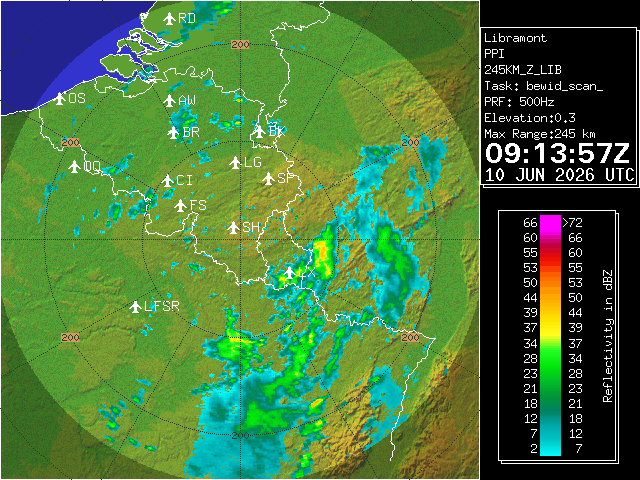 RD
200
OS
AW
BR
BK
200
200
LG
CI
SP
FS
SH
LFSR
200
200
200
Libramont
PPI
245KM_Z_LIB
Task: bewid_scan_
PRF: 500Hz
Elevation:0.3
Max Range:245 km
09:13:57Z
10 JUN 2026 UTC
66 >72
60 66
55 60
53 55
50 53
44 50
39 44
37 39
34 37
28 34
23 28
21 23
18 21
12 18
7 12
2 7
Reflectivity in dBZ